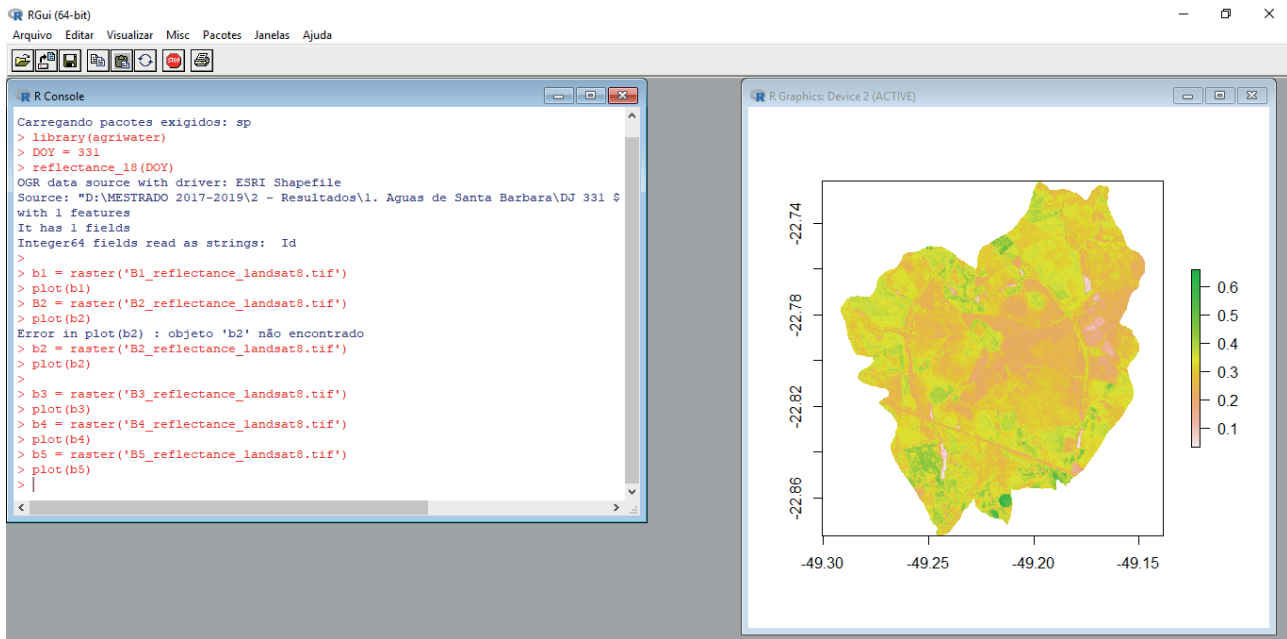 RGui (64-bit)
Arquivo Editar Visualizar Misc Pacotes Janelas Ajuda
STOP
R Console
Carregando pacotes exigidos: sp
> library(agriwater)
> DOY = 331
> reflectance_l8(DOY)
OGR data source with driver: ESRI Shapefile
Source: "D:\MESTRADO 2017-2019\2 - Resultados\1. Aguas de Santa Barbara\DJ 331 $
with 1 features
It has 1 fields
Integer64 fields read as strings:  Id
>
> b1 = raster('B1_reflectance_landsat8.tif')
> plot(b1)
> B2 = raster('B2_reflectance_landsat8.tif')
> plot(b2)
Error in plot(b2) : objeto 'b2' não encontrado
> b2 = raster('B2_reflectance_landsat8.tif')
> plot(b2)
>
> b3 = raster('B3_reflectance_landsat8.tif')
> plot(b3)
> b4 = raster('B4_reflectance_landsat8.tif')
> plot(b4)
> b5 = raster('B5_reflectance_landsat8.tif')
> plot(b5)
>
R Graphics: Device 2 (ACTIVE)
-22.74
-22.78
-22.82
-22.86
-49.30 -49.25 -49.20 -49.15
0.6
0.5
0.4
0.3
0.2
0.1